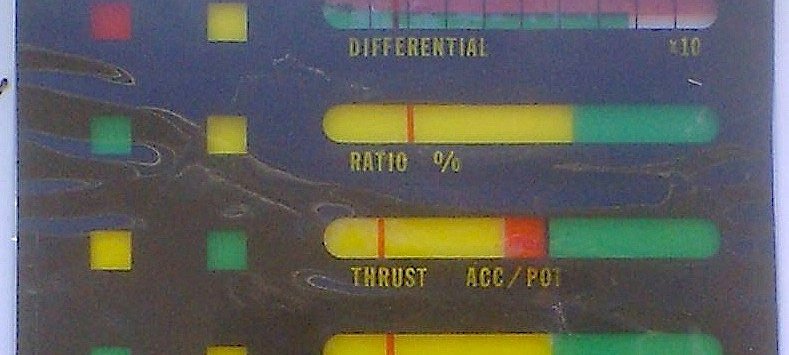 DIFFERENTIAL x10
RATIO %
THRUST ACC/POT